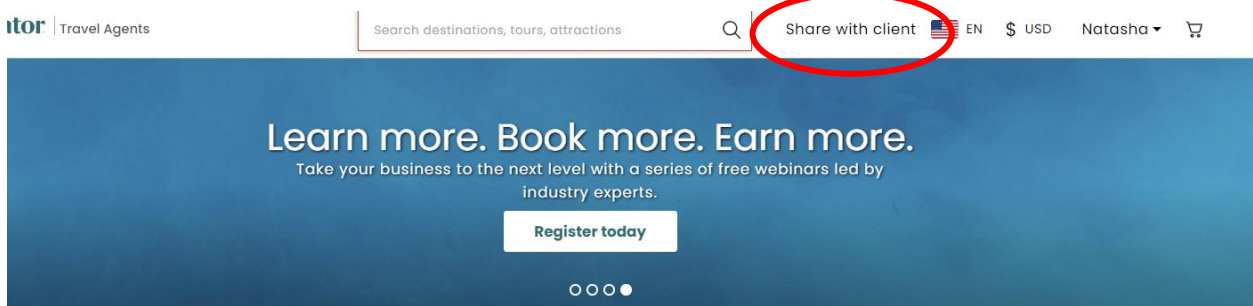 Travel Agents
Search destinations, tours, attractions
Share with client
EN
$ USD
Natasha
Learn more. Book more. Earn more.
Take your business to the next level with a series of free webinars led by
industry experts.
Register today